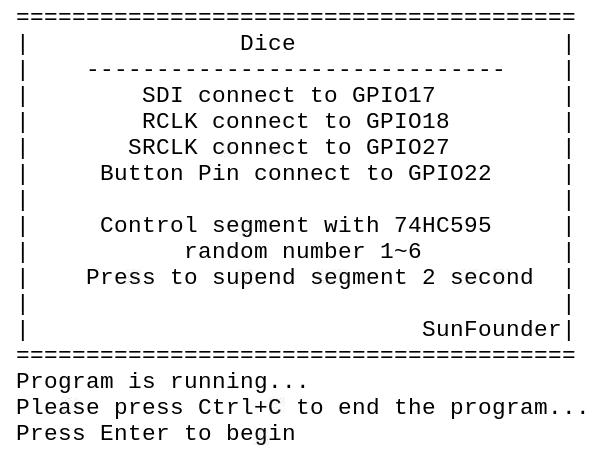 ========================================
| Dice |
| ------------------------------ |
| SDI connect to GPIO17 |
| RCLK connect to GPIO18 |
| SRCLK connect to GPIO27 |
| Button Pin connect to GPIO22 |
| |
| Control segment with 74HC595 |
| random number 1~6 |
| Press to supend segment 2 second |
| |
| SunFounder|
========================================
Program is running...
Please press Ctrl+C to end the program...
Press Enter to begin